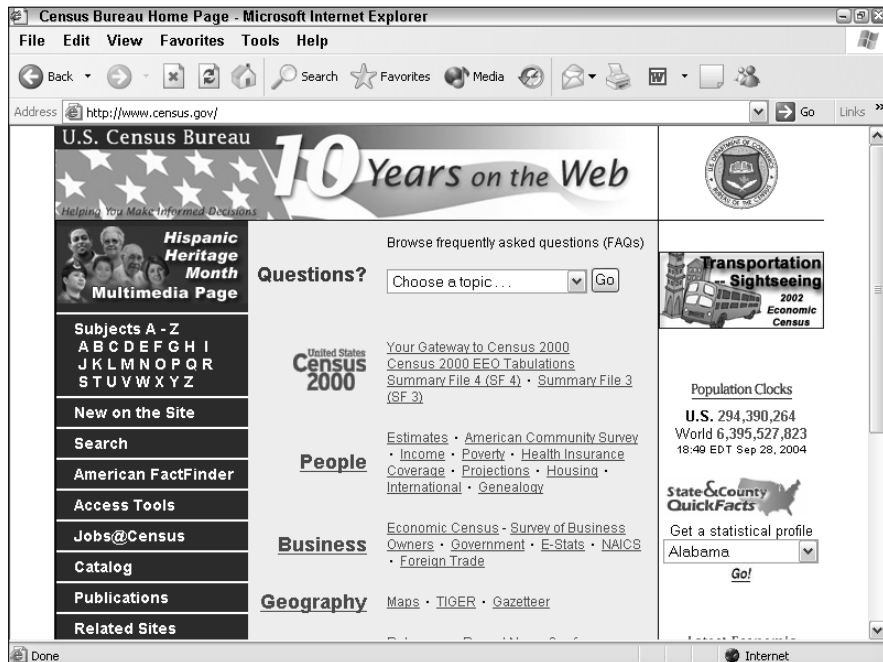 Census Bureau Home Page - Microsoft Internet Explorer
File Edit View Favorites Tools Help
Back Search Favorites Media
Address http://www.census.gov/ Go Links »
U.S. Census Bureau
10 Years on the Web
Helping You Make Informed Decisions
Hispanic
Heritage
Month
Multimedia Page
Subjects A - Z
A B C D E F G H I
J K L M N O P Q R
S T U V W X Y Z
New on the Site
Search
American FactFinder
Access Tools
Jobs@Census
Catalog
Publications
Related Sites
Browse frequently asked questions (FAQs)
Questions?
Choose a topic . . . Go
United States
Census
2000
Your Gateway to Census 2000
Census 2000 EEO Tabulations
Summary File 4 (SF 4) · Summary File 3
(SF 3)
People
Estimates · American Community Survey
· Income · Poverty · Health Insurance
Coverage · Projections · Housing ·
International · Genealogy
Business
Economic Census - Survey of Business
Owners · Government · E-Stats · NAICS
· Foreign Trade
Geography
Maps · TIGER · Gazetteer
Transportation
-- Sightseeing
2002
Economic
Census
Population Clocks
U.S. 294,390,264
World 6,395,527,823
18:49 EDT Sep 28, 2004
State&County
QuickFacts
Get a statistical profile
Alabama
Go!
Done Internet